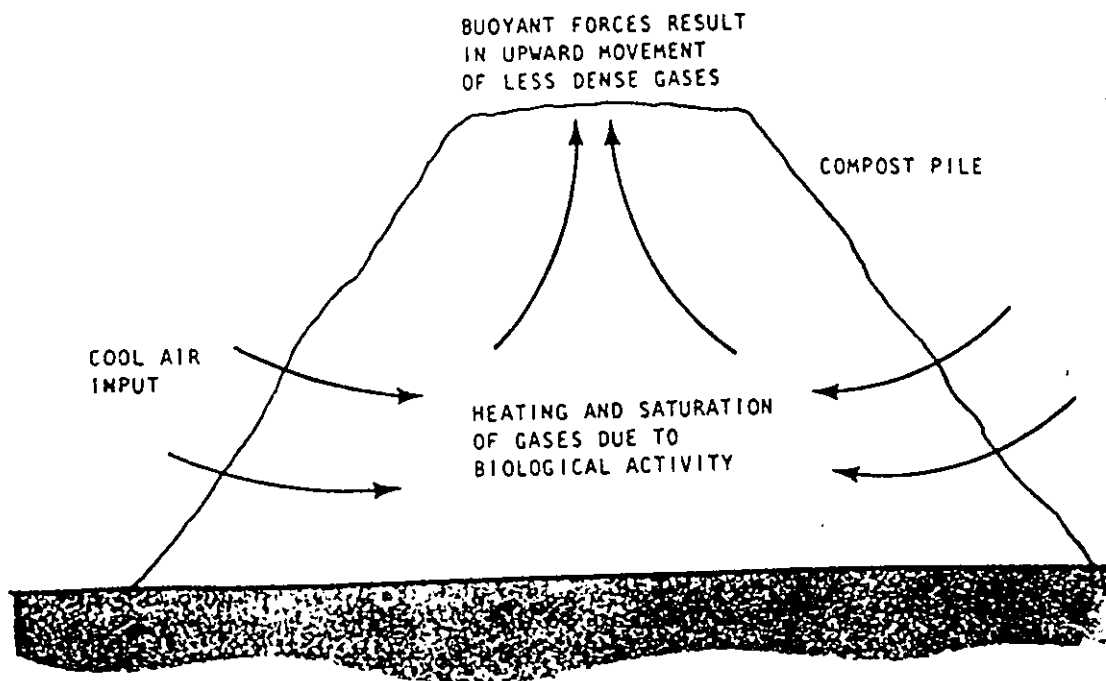 BUOYANT FORCES RESULT
IN UPWARD MOVEMENT
OF LESS DENSE GASES
COMPOST PILE
COOL AIR
INPUT
HEATING AND SATURATION
OF GASES DUE TO
BIOLOGICAL ACTIVITY